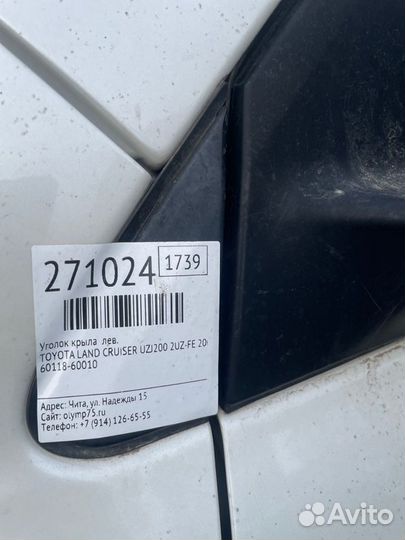 271024 1739
Уголок крыла лев.
TOYOTA LAND CRUISER UZJ200 2UZ-FE 20
60118-60010
Адрес: Чита, ул. Надежды 15
Сайт: olymp75.ru
Телефон: +7 (914) 126-65-55
Avito